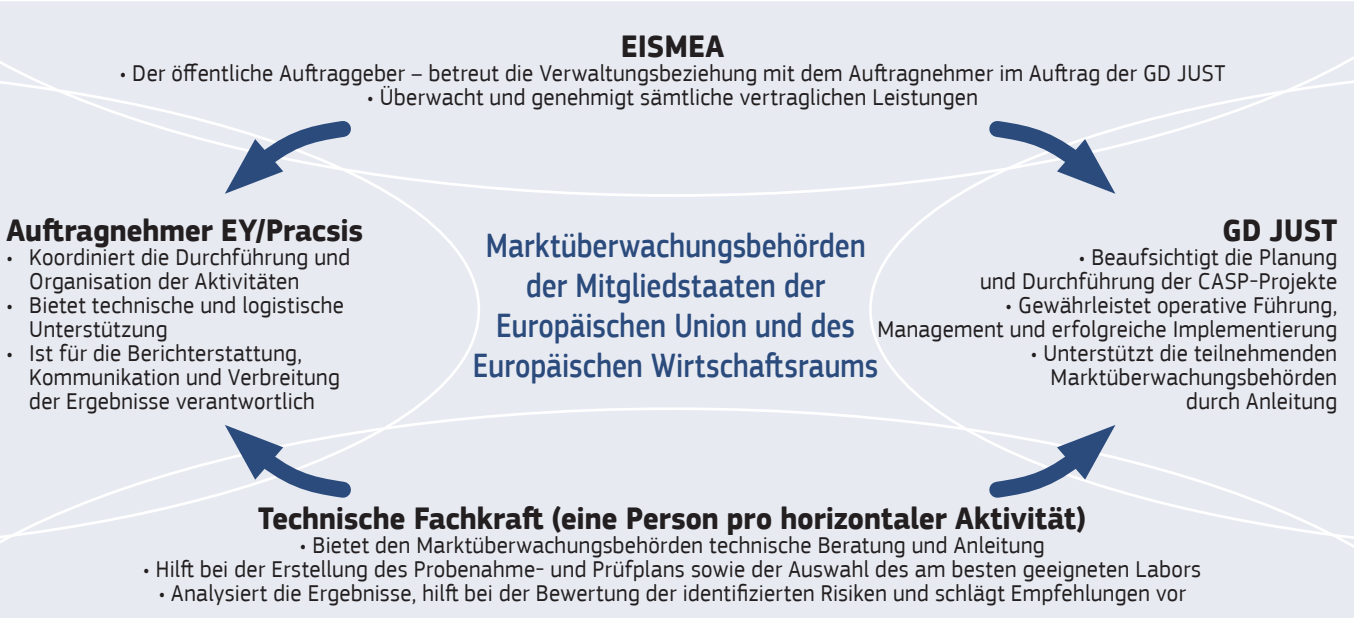 EISMEA
• Der öffentliche Auftraggeber – betreut die Verwaltungsbeziehung mit dem Auftragnehmer im Auftrag der GD JUST
• Überwacht und genehmigt sämtliche vertraglichen Leistungen
Auftragnehmer EY/Pracsis
• Koordiniert die Durchführung und
Organisation der Aktivitäten
• Bietet technische und logistische
Unterstützung
• Ist für die Berichterstattung,
Kommunikation und Verbreitung
der Ergebnisse verantwortlich
Marktüberwachungsbehörden
der Mitgliedstaaten der
Europäischen Union und des
Europäischen Wirtschaftsraums
GD JUST
• Beaufsichtigt die Planung
und Durchführung der CASP-Projekte
• Gewährleistet operative Führung,
Management und erfolgreiche Implementierung
• Unterstützt die teilnehmenden
Marktüberwachungsbehörden
durch Anleitung
Technische Fachkraft (eine Person pro horizontaler Aktivität)
• Bietet den Marktüberwachungsbehörden technische Beratung und Anleitung
• Hilft bei der Erstellung des Probenahme- und Prüfplans sowie der Auswahl des am besten geeigneten Labors
• Analysiert die Ergebnisse, hilft bei der Bewertung der identifizierten Risiken und schlägt Empfehlungen vor